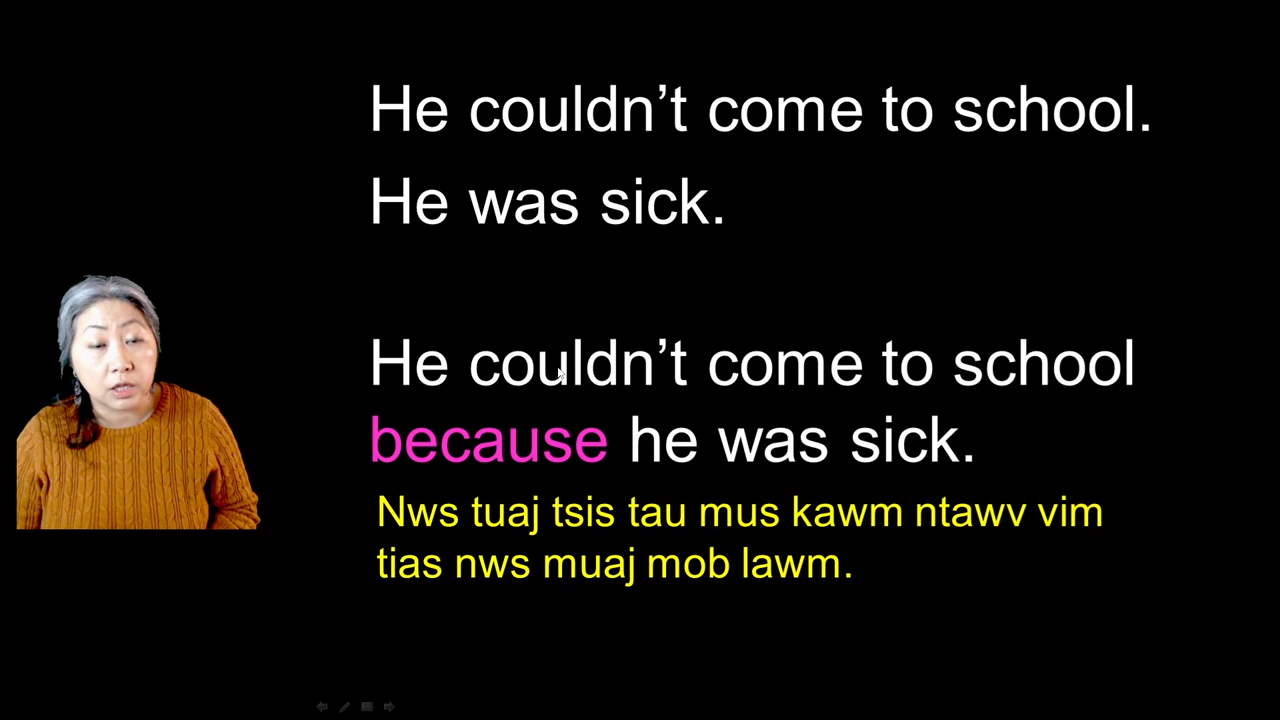 He couldn’t come to school.
He was sick.
He couldn’t come to school
because he was sick.
Nws tuaj tsis tau mus kawm ntawv vim
tias nws muaj mob lawm.